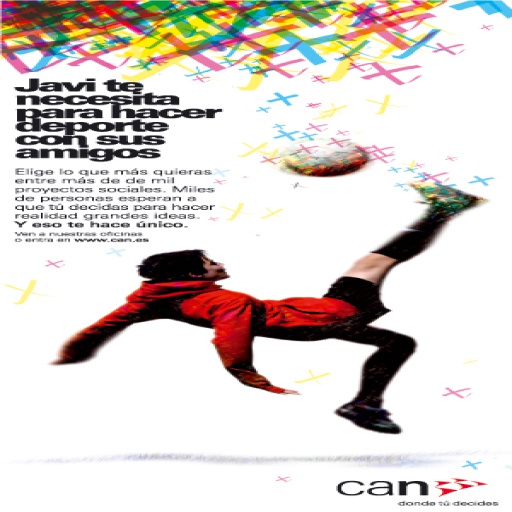 Javi te
necesita
para hacer
deporte
con sus
amigos
Elige lo que más quieras
entre más de de mil
proyectos sociales. Miles
de personas esperan a
que tú decidas para hacer
realidad grandes ideas.
Y eso te hace único.
Ven a nuestras oficinas
o entra en www.can.es
can
donde tú decides